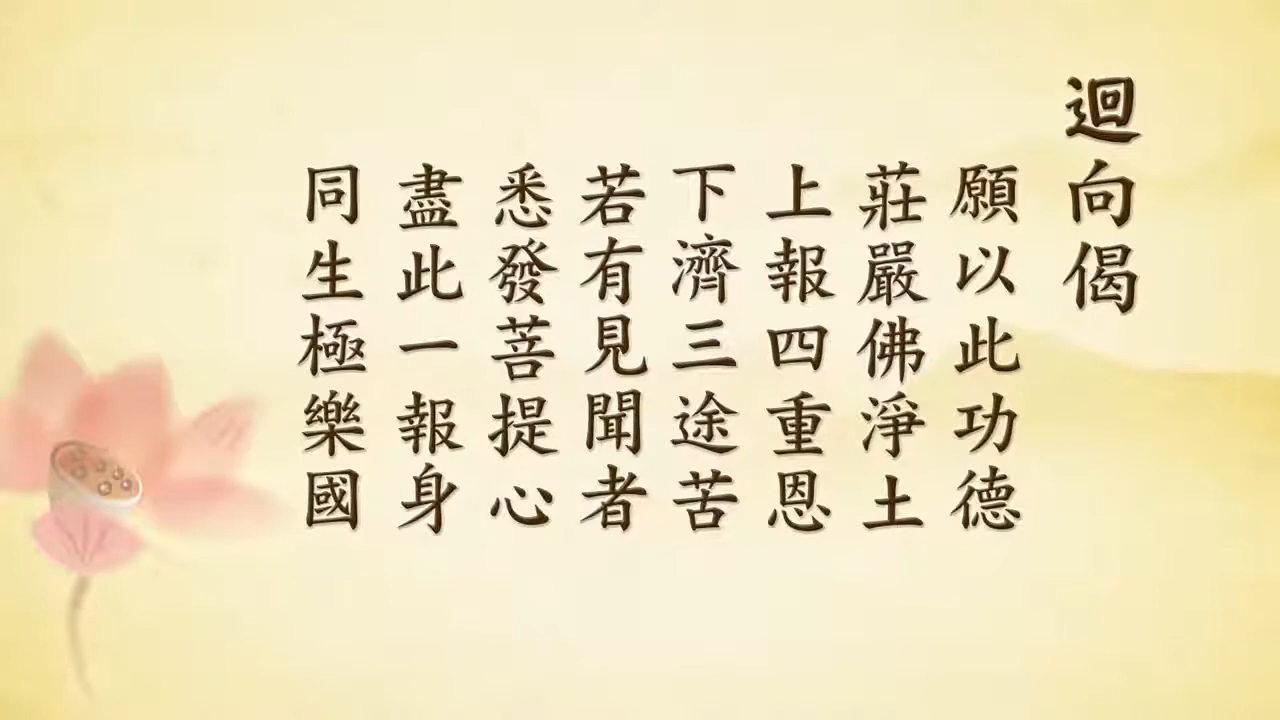 迴向偈
願以此功德
莊嚴佛淨土
上報四重恩
下濟三途苦
若有見聞者
悉發菩提心
盡此一報身
同生極樂國